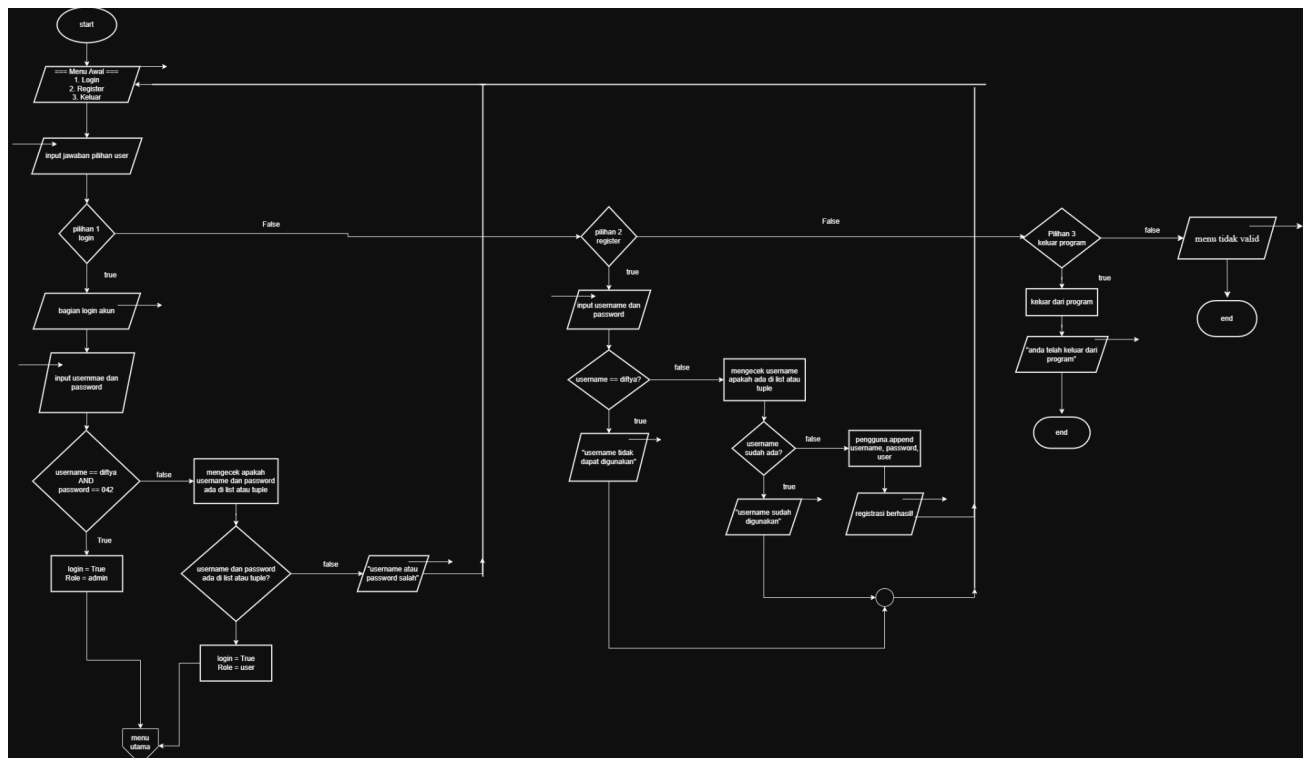 start
=== Menu Awal ===
1. Login
2. Register
3. Keluar
input jawaban pilihan user
pilihan 1
login
False
true
bagian login akun
input usernmae dan
password
username == diftya
AND
password == 042
false
True
login = True
Role = admin
mengecek apakah
username dan password
ada di list atau tuple
username dan password
ada di list atau tuple?
false
"username atau
password salah"
login = True
Role = user
menu
utama
pilihan 2
register
False
true
input username dan
password
username == diftya?
false
true
"username tidak
dapat digunakan"
mengecek username
apakah ada di list atau
tuple
username
sudah ada?
false
true
"username sudah
digunakan"
pengguna.append
username, password,
user
registrasi berhasil!
Pilihan 3
keluar program
false
true
keluar dari program
"anda telah keluar dari
program"
end
menu tidak valid
end